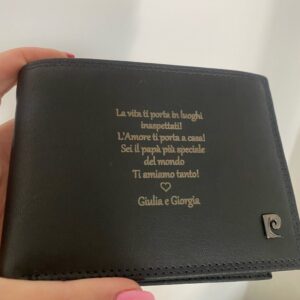 La vita ti porta in luoghi
inaspettati!
L'Amore ti porta a casa!
Sei il papà più speciale
del mondo
Ti amiamo tanto!
♡
Giulia e Giorgia